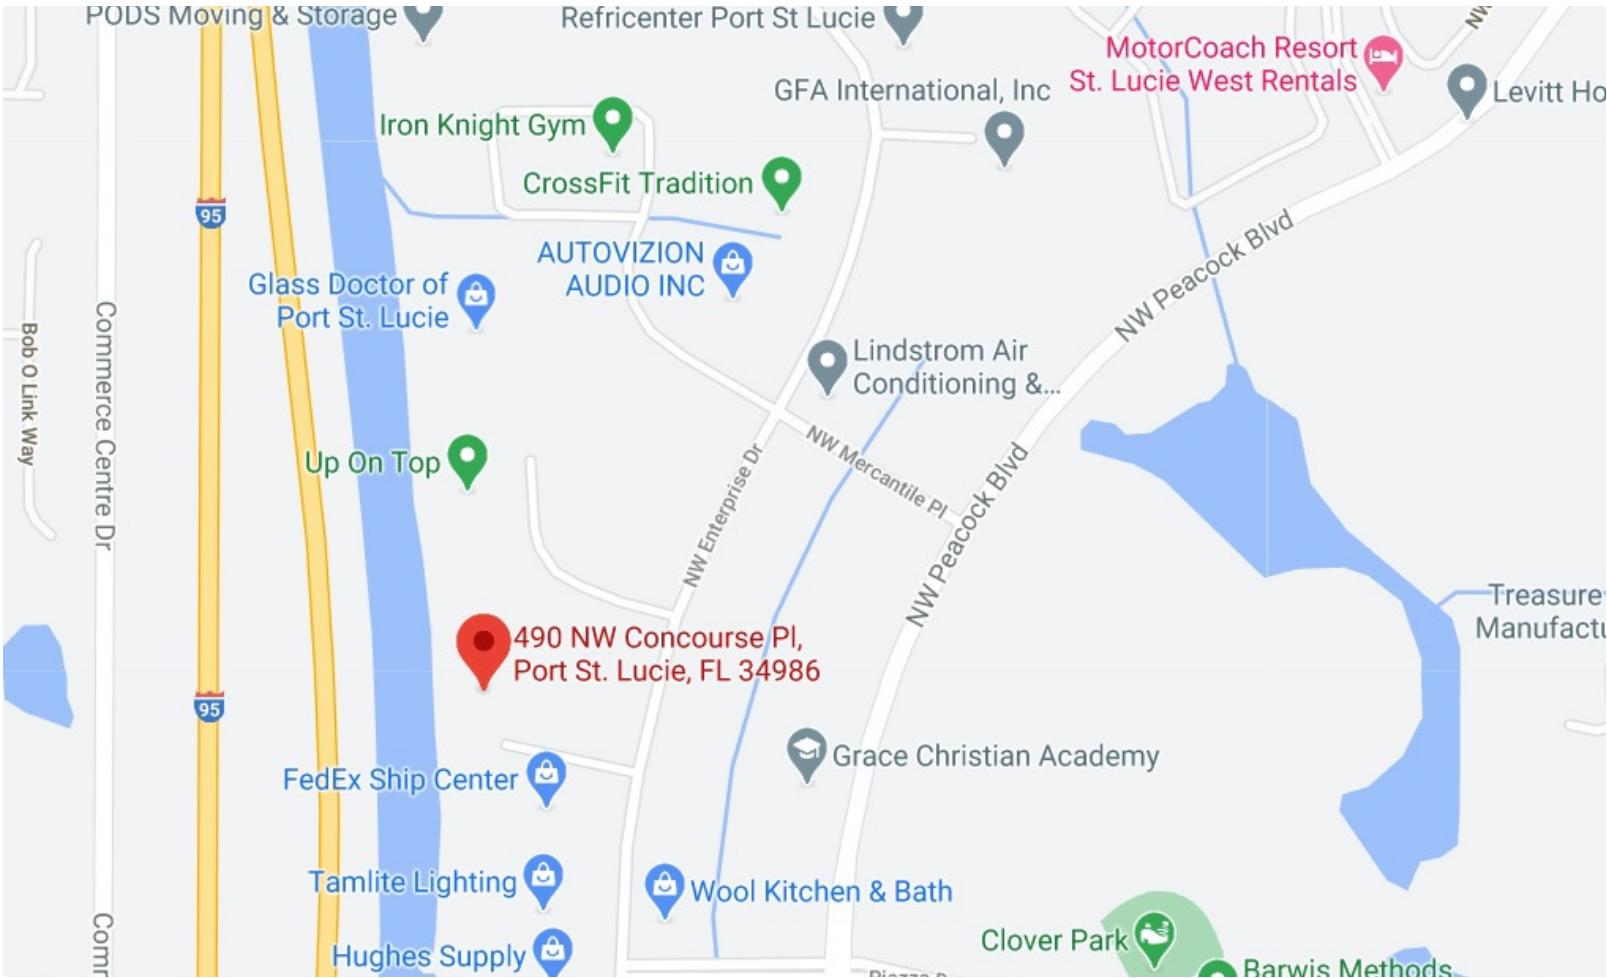 PODS Moving & Storage
Refricenter Port St Lucie
NW
MotorCoach Resort
St. Lucie West Rentals
GFA International, Inc
Levitt Ho
Iron Knight Gym
CrossFit Tradition
95
NW Peacock Blvd
AUTOVIZION
AUDIO INC
Glass Doctor of
Port St. Lucie
Commerce Centre Dr
Bob O Link Way
Lindstrom Air
Conditioning &...
Up On Top
NW Mercantile Pl
NW Enterprise Dr
NW Peacock Blvd
Treasure
Manufactu
490 NW Concourse Pl,
Port St. Lucie, FL 34986
95
Grace Christian Academy
FedEx Ship Center
Tamlite Lighting
Wool Kitchen & Bath
Comm
Clover Park
Hughes Supply
Barwis Methods